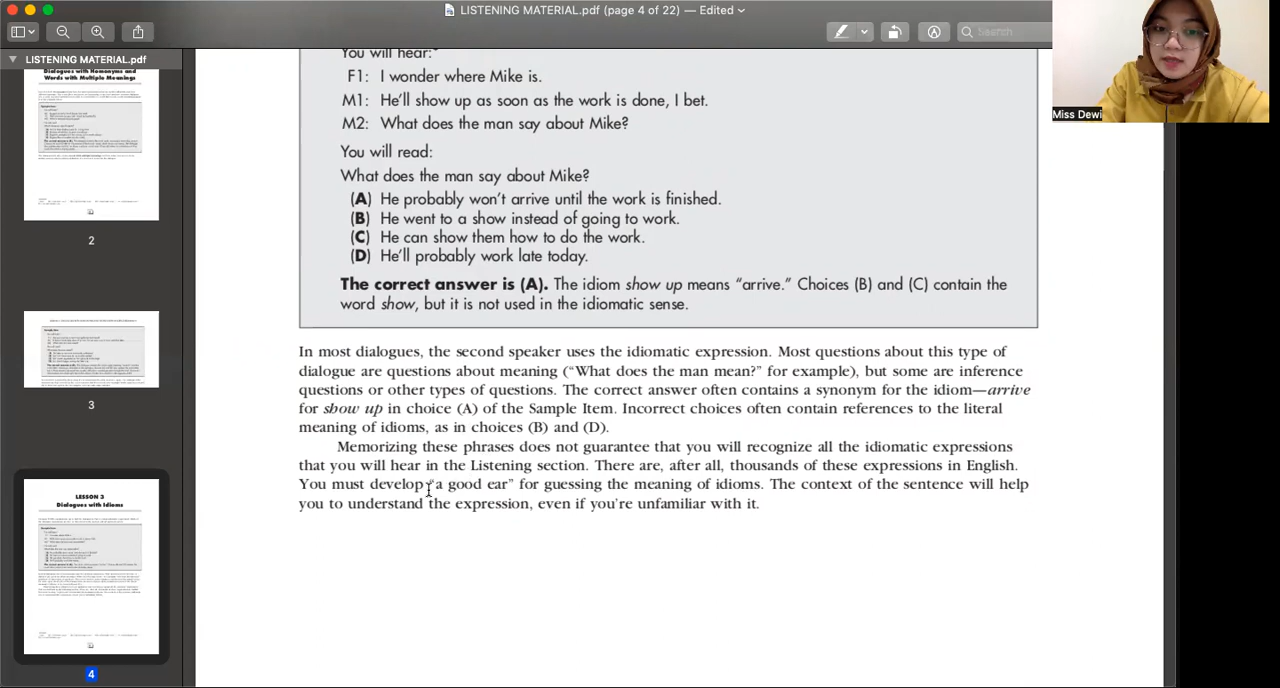 LISTENING MATERIAL.pdf (page 4 of 22) — Edited
Search
LISTENING MATERIAL.pdf
Dialogues with Homonyms and
Words with Multiple Meanings
2
3
LESSON 3
Dialogues with Idioms
4
You will hear:*
F1: I wonder where Mike is.
M1: He'll show up as soon as the work is done, I bet.
M2: What does the man say about Mike?
You will read:
What does the man say about Mike?
(A) He probably won't arrive until the work is finished.
(B) He went to a show instead of going to work.
(C) He can show them how to do the work.
(D) He'll probably work late today.
The correct answer is (A). The idiom show up means "arrive." Choices (B) and (C) contain the
word show, but it is not used in the idiomatic sense.
In most dialogues, the second speaker uses the idiomatic expression. Most questions about this type of
dialogue are questions about meaning ("What does the man mean?" for example), but some are inference
questions or other types of questions. The correct answer often contains a synonym for the idiom—arrive
for show up in choice (A) of the Sample Item. Incorrect choices often contain references to the literal
meaning of idioms, as in choices (B) and (D).
Memorizing these phrases does not guarantee that you will recognize all the idiomatic expressions
that you will hear in the Listening section. There are, after all, thousands of these expressions in English.
You must develop "a good ear" for guessing the meaning of idioms. The context of the sentence will help
you to understand the expression, even if you're unfamiliar with it.
Miss Dewi